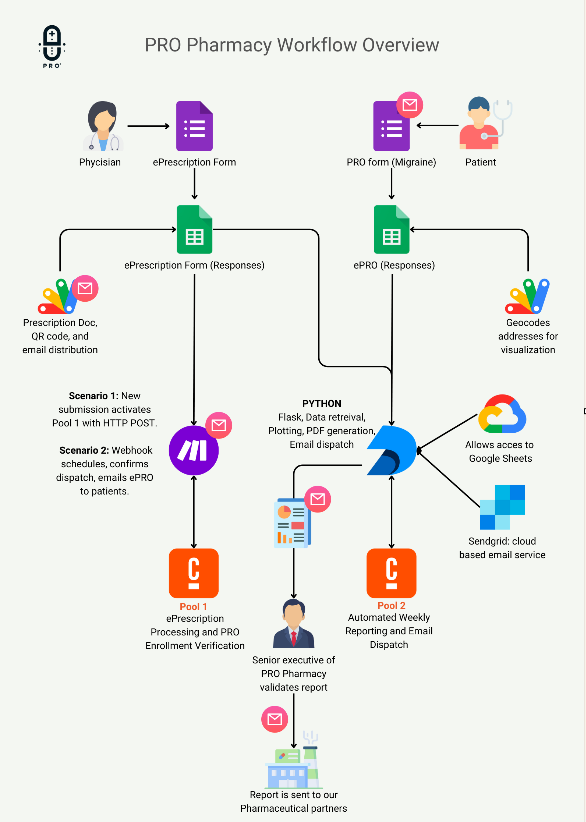 PRO Pharmacy Workflow Overview
PRO
Phycisian
ePrescription Form
PRO form (Migraine)
Patient
ePrescription Form (Responses)
ePRO (Responses)
Prescription Doc,
QR code, and
email distribution
Geocodes
addresses for
visualization
Scenario 1: New
submission activates
Pool 1 with HTTP POST.
Scenario 2: Webhook
schedules, confirms
dispatch, emails ePRO
to patients.
PYTHON
Flask, Data retreival,
Plotting, PDF generation,
Email dispatch
Allows acces to
Google Sheets
Sendgrid: cloud
based email service
Pool 1
ePrescription
Processing and PRO
Enrollment Verification
Pool 2
Automated Weekly
Reporting and Email
Dispatch
Senior executive of
PRO Pharmacy
validates report
Report is sent to our
Pharmaceutical partners